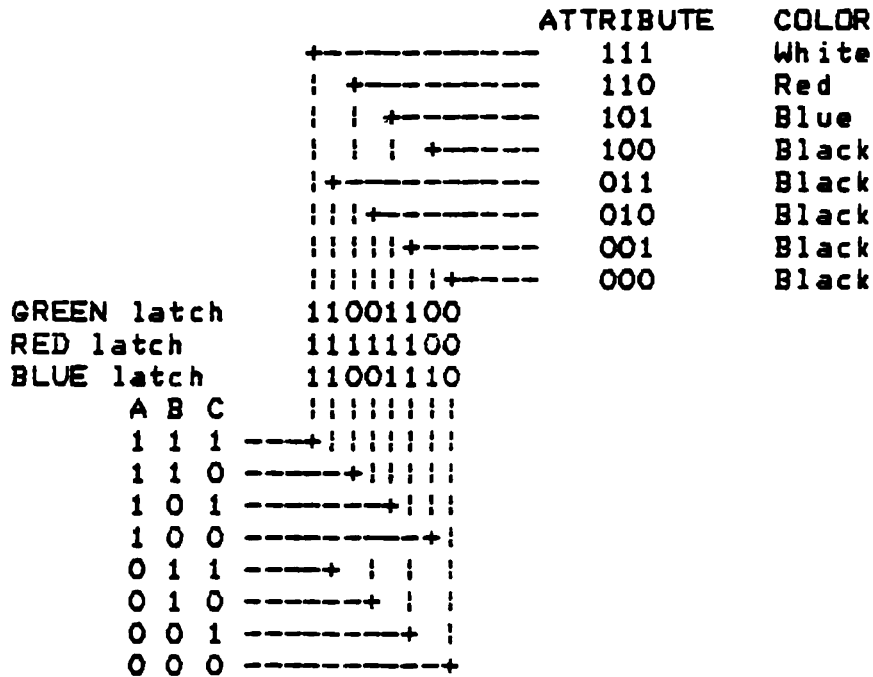 ATTRIBUTE COLOR
+------------ 111 White
¦ +---------- 110 Red
¦ ¦ +-------- 101 Blue
¦ ¦ ¦ +------ 100 Black
¦+----------- 011 Black
¦¦¦+--------- 010 Black
¦¦¦¦¦+------- 001 Black
¦¦¦¦¦¦¦+----- 000 Black
GREEN latch 11001100
RED latch 11111100
BLUE latch 11001110
A B C ¦¦¦¦¦¦¦¦
1 1 1 ----+¦¦¦¦¦¦¦
1 1 0 ------+¦¦¦¦¦
1 0 1 --------+¦¦¦
1 0 0 ----------+¦
0 1 1 -----+ ¦ ¦ ¦
0 1 0 -------+ ¦ ¦
0 0 1 ---------+ ¦
0 0 0 -----------+